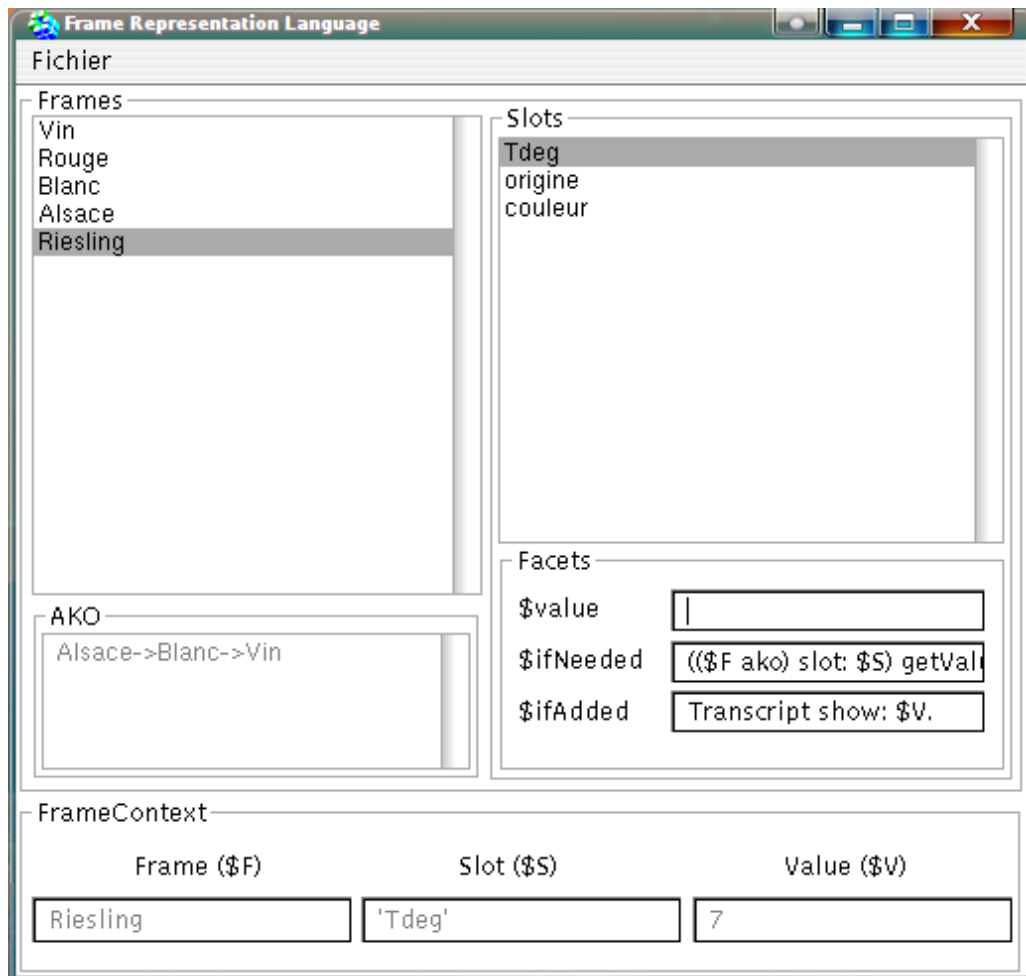 Frame Representation Language
Fichier
Frames
Vin
Rouge
Blanc
Alsace
Riesling
Slots
Tdeg
origine
couleur
AKO
Alsace->Blanc->Vin
Facets
$value
$ifNeeded (($F ako) slot: $S) getVal
$ifAdded Transcript show: $V.
FrameContext
Frame ($F) Slot ($S) Value ($V)
Riesling 'Tdeg' 7